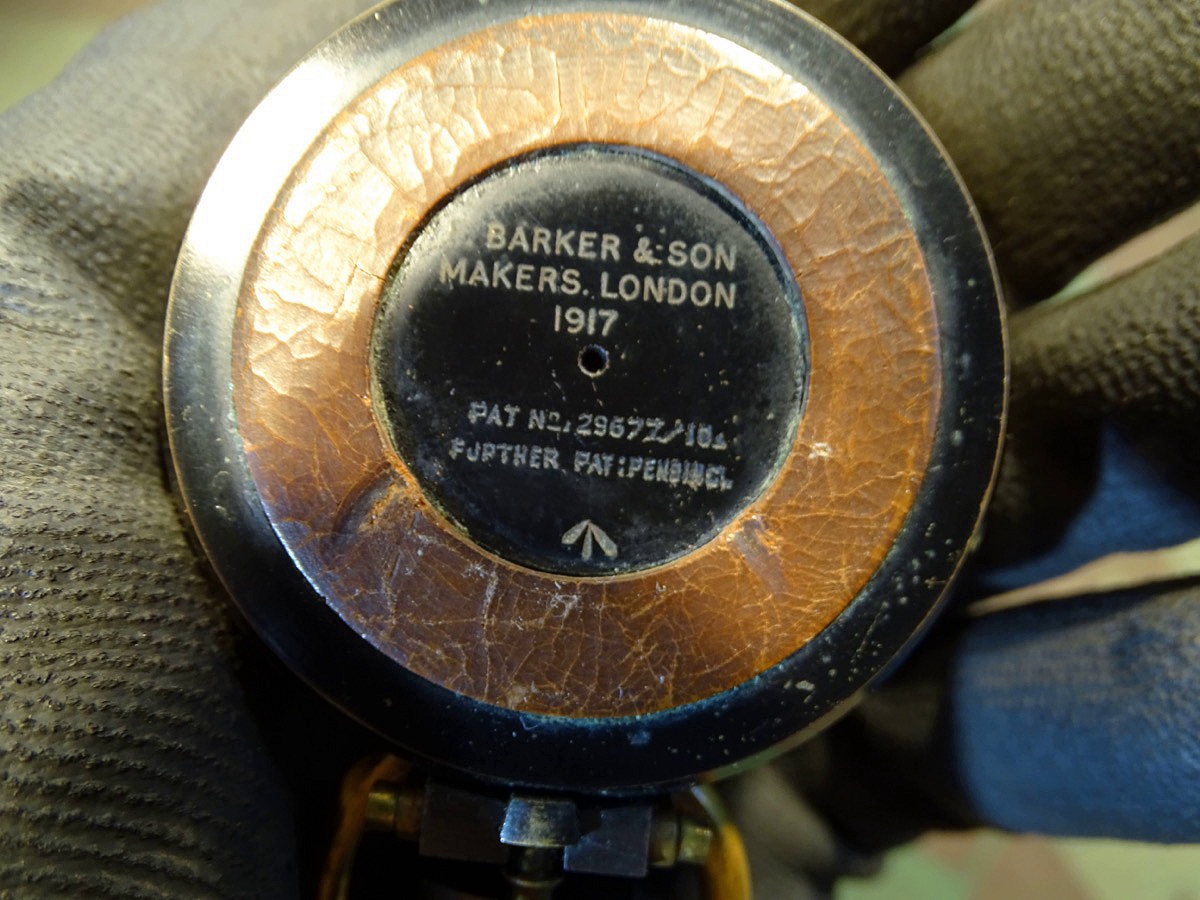 BARKER & SON
MAKERS. LONDON
1917
PAT No. 29677/10.
FURTHER PAT: PENDING.